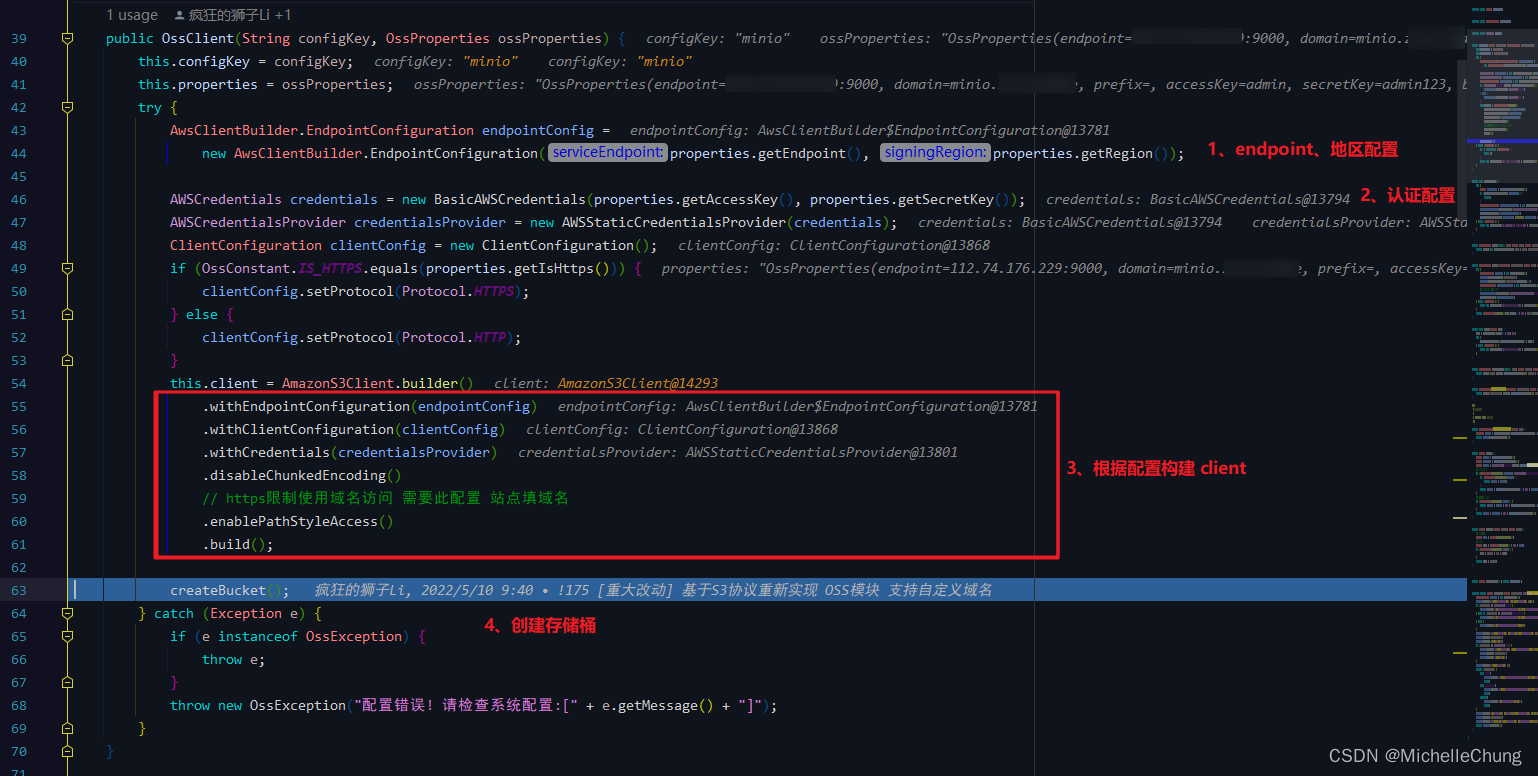 1 usage 疯狂的狮子Li +1
39 public OssClient(String configKey, OssProperties ossProperties) { configKey: "minio" ossProperties: "OssProperties(endpoint= :9000, domain=minio.
40 this.configKey = configKey; configKey: "minio" configKey: "minio"
41 this.properties = ossProperties; ossProperties: "OssProperties(endpoint= :9000, domain=minio. , prefix=, accessKey=admin, secretKey=admin123, b
42 try {
43 AwsClientBuilder.EndpointConfiguration endpointConfig = endpointConfig: AwsClientBuilder$EndpointConfiguration@13781
44 new AwsClientBuilder.EndpointConfiguration( serviceEndpoint: properties.getEndpoint(), signingRegion: properties.getRegion()); 1、endpoint、地区配置
45
46 AWSCredentials credentials = new BasicAWSCredentials(properties.getAccessKey(), properties.getSecretKey()); credentials: BasicAWSCredentials@13794 2、认证配置
47 AWSCredentialsProvider credentialsProvider = new AWSStaticCredentialsProvider(credentials); credentials: BasicAWSCredentials@13794 credentialsProvider: AWSSta
48 ClientConfiguration clientConfig = new ClientConfiguration(); clientConfig: ClientConfiguration@13868
49 if (OssConstant.IS_HTTPS.equals(properties.getIsHttps())) { properties: "OssProperties(endpoint=112.74.176.229:9000, domain=minio. , prefix=, accessKey=
50 clientConfig.setProtocol(Protocol.HTTPS);
51 } else {
52 clientConfig.setProtocol(Protocol.HTTP);
53 }
54 this.client = AmazonS3Client.builder() client: AmazonS3Client@14293
55 .withEndpointConfiguration(endpointConfig) endpointConfig: AwsClientBuilder$EndpointConfiguration@13781
56 .withClientConfiguration(clientConfig) clientConfig: ClientConfiguration@13868
57 .withCredentials(credentialsProvider) credentialsProvider: AWSStaticCredentialsProvider@13801
58 .disableChunkedEncoding() 3、根据配置构建 client
59 // https限制使用域名访问 需要此配置 站点填域名
60 .enablePathStyleAccess()
61 .build();
62
63 createBucket(); 疯狂的狮子Li, 2022/5/10 9:40 • !175 [重大改动] 基于S3协议重新实现 OSS模块 支持自定义域名
64 } catch (Exception e) {
65 if (e instanceof OssException) { 4、创建存储桶
66 throw e;
67 }
68 throw new OssException("配置错误! 请检查系统配置:[" + e.getMessage() + "]");
69 }
70 }
71
CSDN @MichelleChung